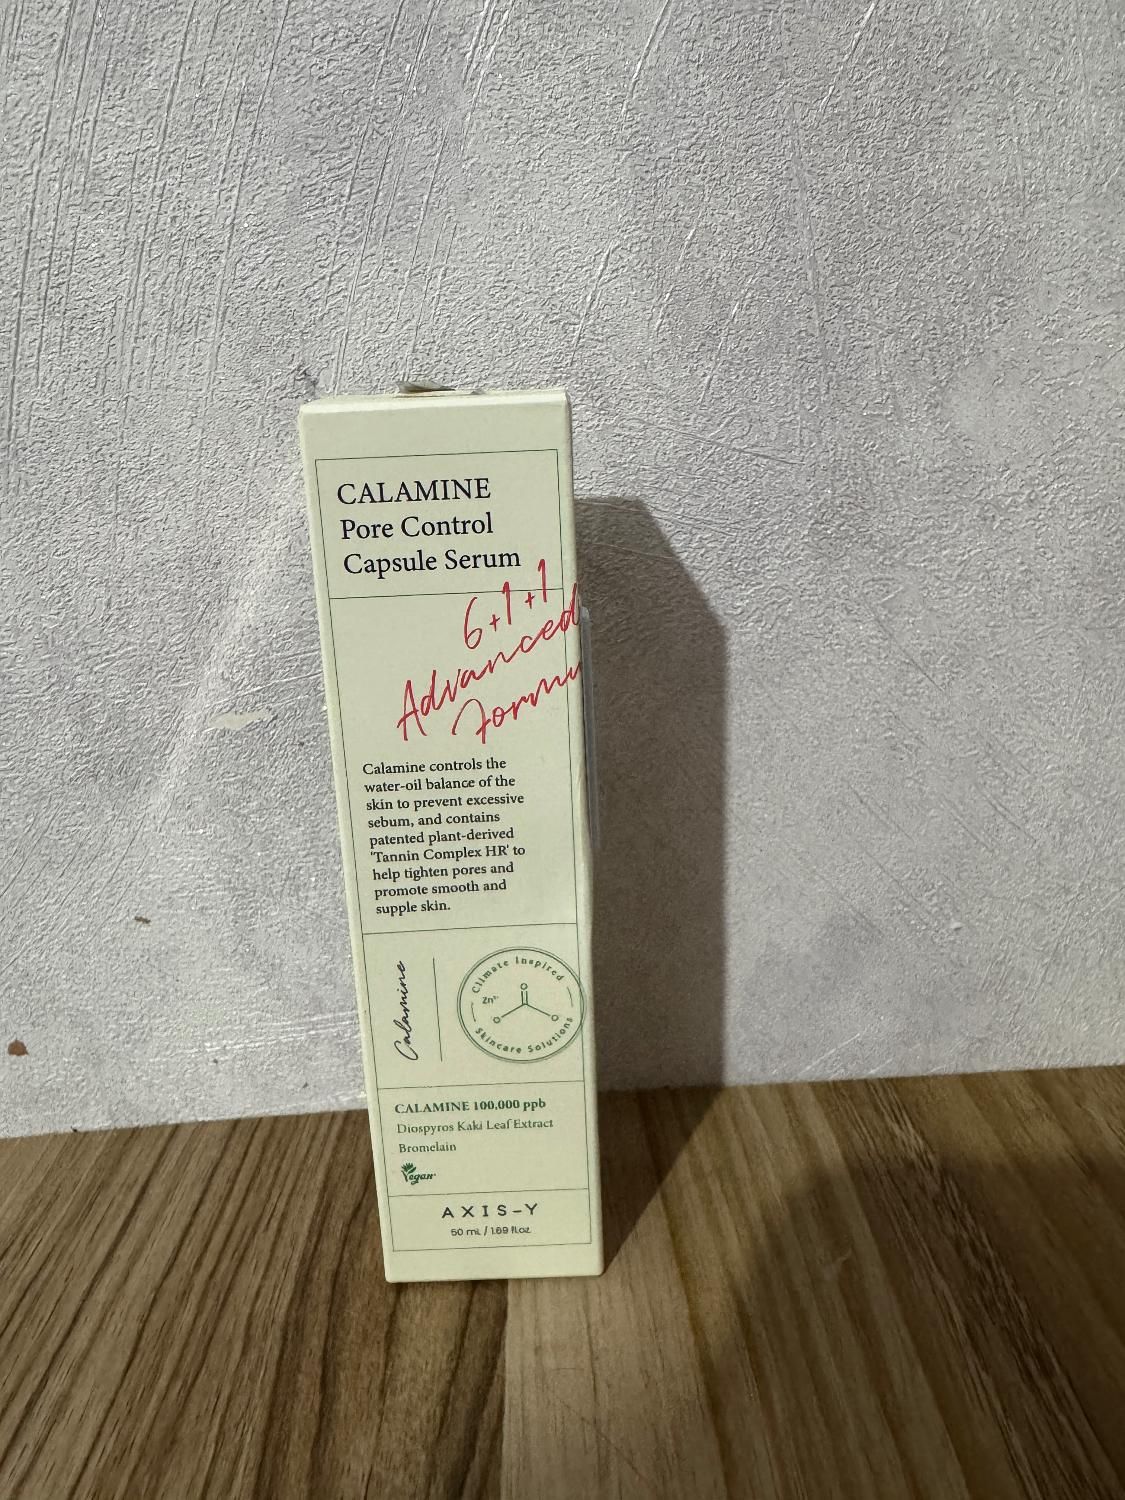 CALAMINE
Pore Control
Capsule Serum
6+1+1
Advanced
Formu
Calamine controls the
water-oil balance of the
skin to prevent excessive
sebum, and contains
patented plant-derived
'Tannin Complex HR' to
help tighten pores and
promote smooth and
supple skin.
Calamine
Climate Inspired
Zn²⁺
O
O
O
Skincare Solutions
CALAMINE 100,000 ppb
Diospyros Kaki Leaf Extract
Bromelain
Vegan
AXIS-Y
50 mL / 1.69 fl.oz.